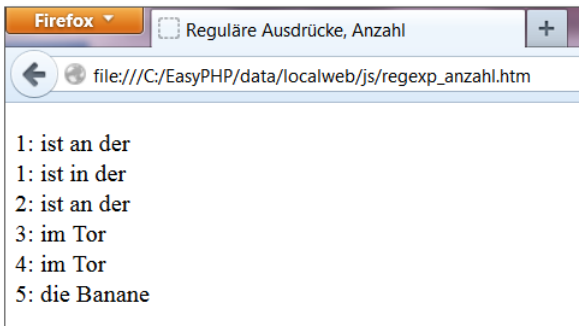 Firefox
Reguläre Ausdrücke, Anzahl
file:///C:/EasyPHP/data/localweb/js/regexp_anzahl.htm
1: ist an der
1: ist in der
2: ist an der
3: im Tor
4: im Tor
5: die Banane